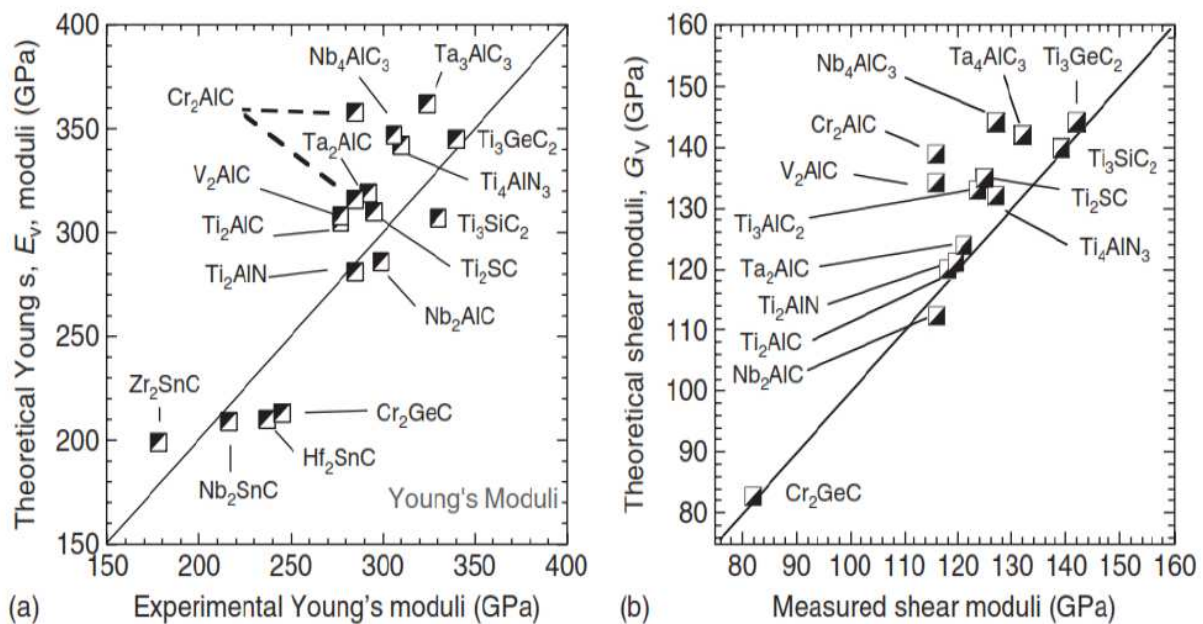 Theoretical Young s, Eᵥ, moduli (GPa)
400
350
300
250
200
150
Nb₄AlC₃
Ta₃AlC₃
Cr₂AlC
Ta₂AlC
Ti₃GeC₂
V₂AlC
Ti₄AlN₃
Ti₂AlC
Ti₃SiC₂
Ti₂AlN
Ti₂SC
Nb₂AlC
Zr₂SnC
Cr₂GeC
Hf₂SnC
Nb₂SnC
Young's Moduli
150 200 250 300 350 400
(a) Experimental Young's moduli (GPa)
Theoretical shear moduli, Gᵥ (GPa)
160
150
140
130
120
110
100
90
80
Nb₄AlC₃
Ta₄AlC₃
Ti₃GeC₂
Cr₂AlC
V₂AlC
Ti₃SiC₂
Ti₂SC
Ti₃AlC₂
Ti₄AlN₃
Ta₂AlC
Ti₂AlN
Ti₂AlC
Nb₂AlC
Cr₂GeC
80 90 100 110 120 130 140 150 160
(b) Measured shear moduli (GPa)